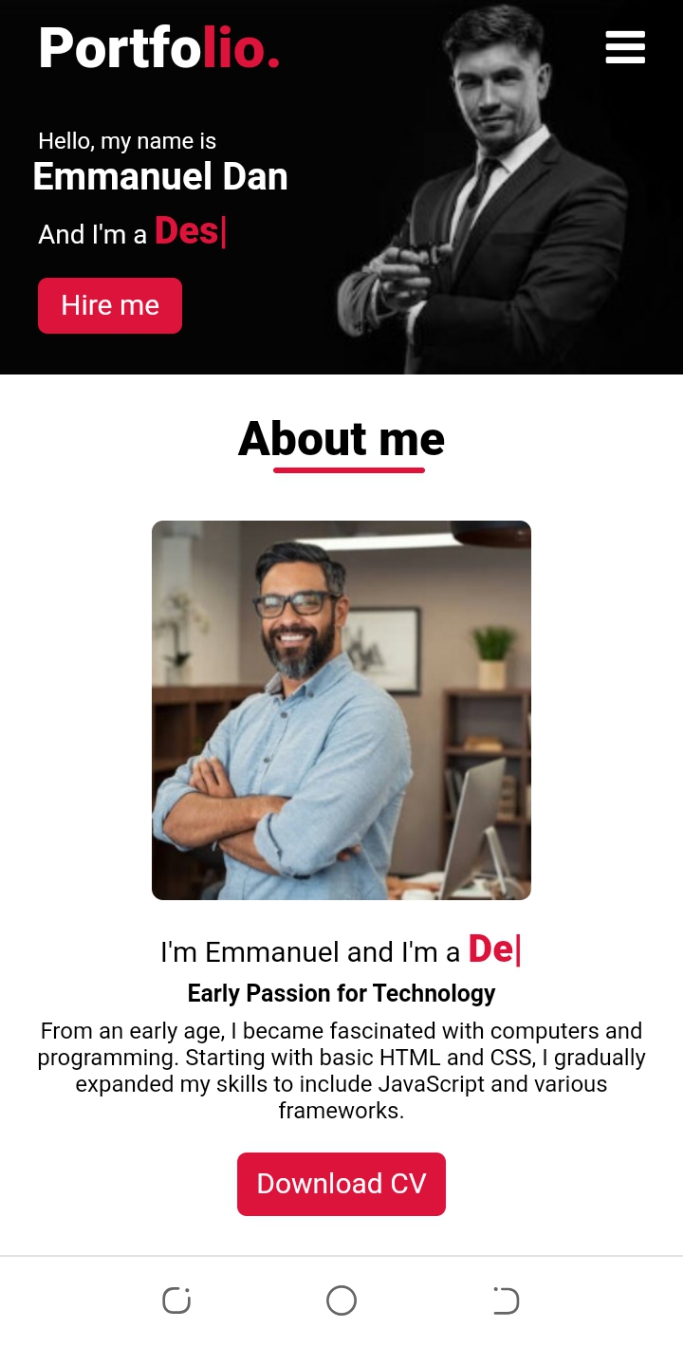 Portfolio.
Hello, my name is
Emmanuel Dan
And I'm a Des|
Hire me
About me
I'm Emmanuel and I'm a De|
Early Passion for Technology
From an early age, I became fascinated with computers and
programming. Starting with basic HTML and CSS, I gradually
expanded my skills to include JavaScript and various
frameworks.
Download CV